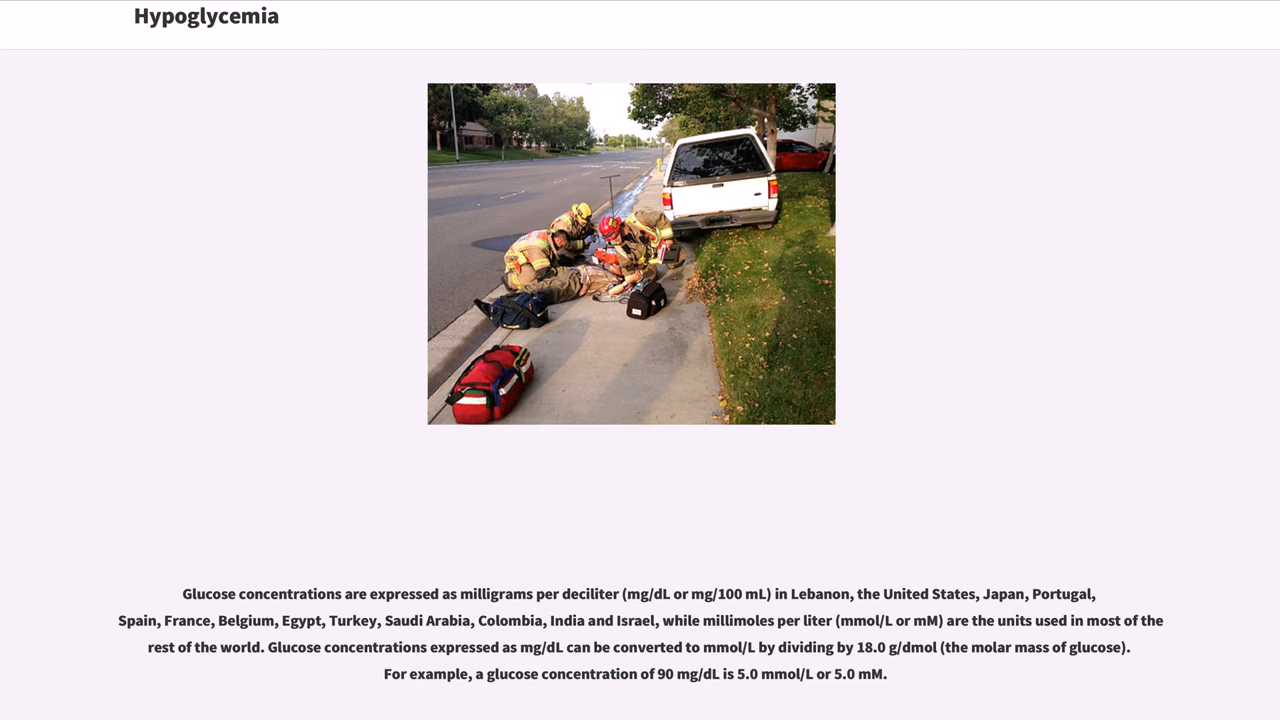 Hypoglycemia
Glucose concentrations are expressed as milligrams per deciliter (mg/dL or mg/100 mL) in Lebanon, the United States, Japan, Portugal,
Spain, France, Belgium, Egypt, Turkey, Saudi Arabia, Colombia, India and Israel, while millimoles per liter (mmol/L or mM) are the units used in most of the
rest of the world. Glucose concentrations expressed as mg/dL can be converted to mmol/L by dividing by 18.0 g/dmol (the molar mass of glucose).
For example, a glucose concentration of 90 mg/dL is 5.0 mmol/L or 5.0 mM.